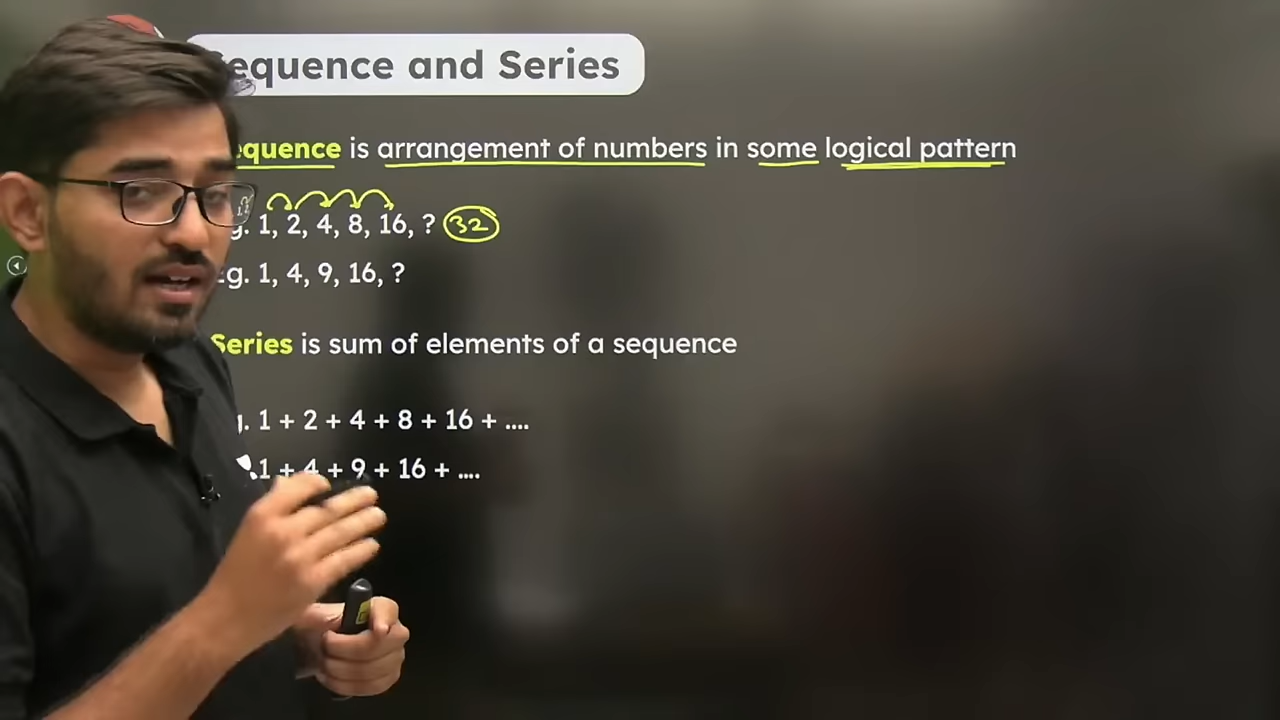 equence and Series
equence is arrangement of numbers in some logical pattern
g. 1, 2, 4, 8, 16, ? 32
Eg. 1, 4, 9, 16, ?
Series is sum of elements of a sequence
. 1 + 2 + 4 + 8 + 16 + ....
1 + 4 + 9 + 16 + ....